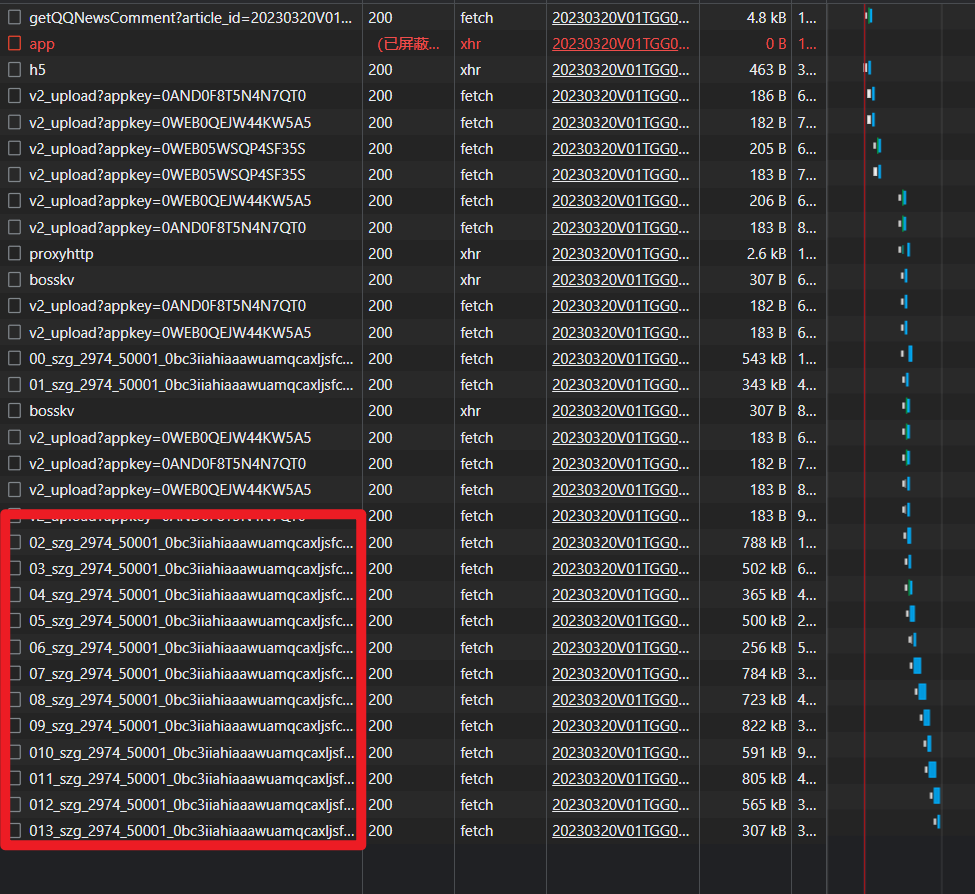 getQQNewsComment?article_id=20230320V01... 200 fetch 20230320V01TGG0... 4.8 kB 1...
app (已屏蔽... xhr 20230320V01TGG0... 0 B 1...
h5 200 xhr 20230320V01TGG0... 463 B 3...
v2_upload?appkey=0AND0F8T5N4N7QT0 200 fetch 20230320V01TGG0... 186 B 6...
v2_upload?appkey=0WEB0QEJW44KW5A5 200 fetch 20230320V01TGG0... 182 B 7...
v2_upload?appkey=0WEB05WSQP4SF35S 200 fetch 20230320V01TGG0... 205 B 6...
v2_upload?appkey=0WEB05WSQP4SF35S 200 fetch 20230320V01TGG0... 183 B 7...
v2_upload?appkey=0WEB0QEJW44KW5A5 200 fetch 20230320V01TGG0... 206 B 6...
v2_upload?appkey=0AND0F8T5N4N7QT0 200 fetch 20230320V01TGG0... 183 B 8...
proxyhttp 200 xhr 20230320V01TGG0... 2.6 kB 1...
bosskv 200 xhr 20230320V01TGG0... 307 B 6...
v2_upload?appkey=0AND0F8T5N4N7QT0 200 fetch 20230320V01TGG0... 182 B 6...
v2_upload?appkey=0WEB0QEJW44KW5A5 200 fetch 20230320V01TGG0... 183 B 6...
00_szg_2974_50001_0bc3iiahiaaawuamqcaxljsfc... 200 fetch 20230320V01TGG0... 543 kB 1...
01_szg_2974_50001_0bc3iiahiaaawuamqcaxljsfc... 200 fetch 20230320V01TGG0... 343 kB 4...
bosskv 200 xhr 20230320V01TGG0... 307 B 8...
v2_upload?appkey=0WEB0QEJW44KW5A5 200 fetch 20230320V01TGG0... 183 B 6...
v2_upload?appkey=0AND0F8T5N4N7QT0 200 fetch 20230320V01TGG0... 182 B 7...
v2_upload?appkey=0WEB0QEJW44KW5A5 200 fetch 20230320V01TGG0... 183 B 8...
v2_upload?appkey=0AND0F8T5N4N7QT0 200 fetch 20230320V01TGG0... 183 B 9...
02_szg_2974_50001_0bc3iiahiaaawuamqcaxljsfc... 200 fetch 20230320V01TGG0... 788 kB 1...
03_szg_2974_50001_0bc3iiahiaaawuamqcaxljsfc... 200 fetch 20230320V01TGG0... 502 kB 6...
04_szg_2974_50001_0bc3iiahiaaawuamqcaxljsfc... 200 fetch 20230320V01TGG0... 365 kB 4...
05_szg_2974_50001_0bc3iiahiaaawuamqcaxljsfc... 200 fetch 20230320V01TGG0... 500 kB 2...
06_szg_2974_50001_0bc3iiahiaaawuamqcaxljsfc... 200 fetch 20230320V01TGG0... 256 kB 5...
07_szg_2974_50001_0bc3iiahiaaawuamqcaxljsfc... 200 fetch 20230320V01TGG0... 784 kB 3...
08_szg_2974_50001_0bc3iiahiaaawuamqcaxljsfc... 200 fetch 20230320V01TGG0... 723 kB 4...
09_szg_2974_50001_0bc3iiahiaaawuamqcaxljsfc... 200 fetch 20230320V01TGG0... 822 kB 3...
010_szg_2974_50001_0bc3iiahiaaawuamqcaxljsf... 200 fetch 20230320V01TGG0... 591 kB 9...
011_szg_2974_50001_0bc3iiahiaaawuamqcaxljsf... 200 fetch 20230320V01TGG0... 805 kB 4...
012_szg_2974_50001_0bc3iiahiaaawuamqcaxljsf... 200 fetch 20230320V01TGG0... 565 kB 3...
013_szg_2974_50001_0bc3iiahiaaawuamqcaxljsf... 200 fetch 20230320V01TGG0... 307 kB 3...